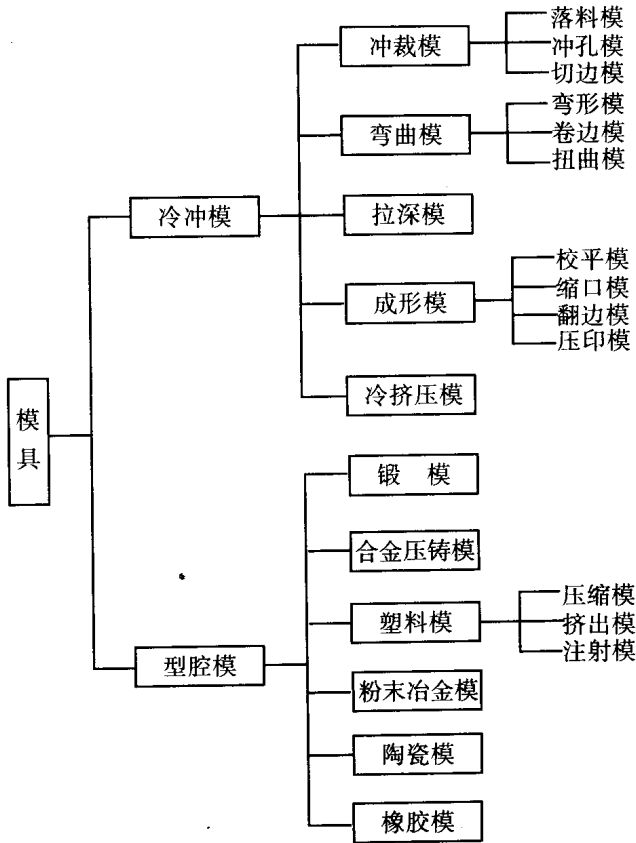 模具
冷冲模
冲裁模
落料模
冲孔模
切边模
弯曲模
弯形模
卷边模
扭曲模
拉深模
成形模
校平模
缩口模
翻边模
压印模
冷挤压模
型腔模
锻 模
合金压铸模
塑料模
压缩模
挤出模
注射模
粉末冶金模
陶瓷模
橡胶模